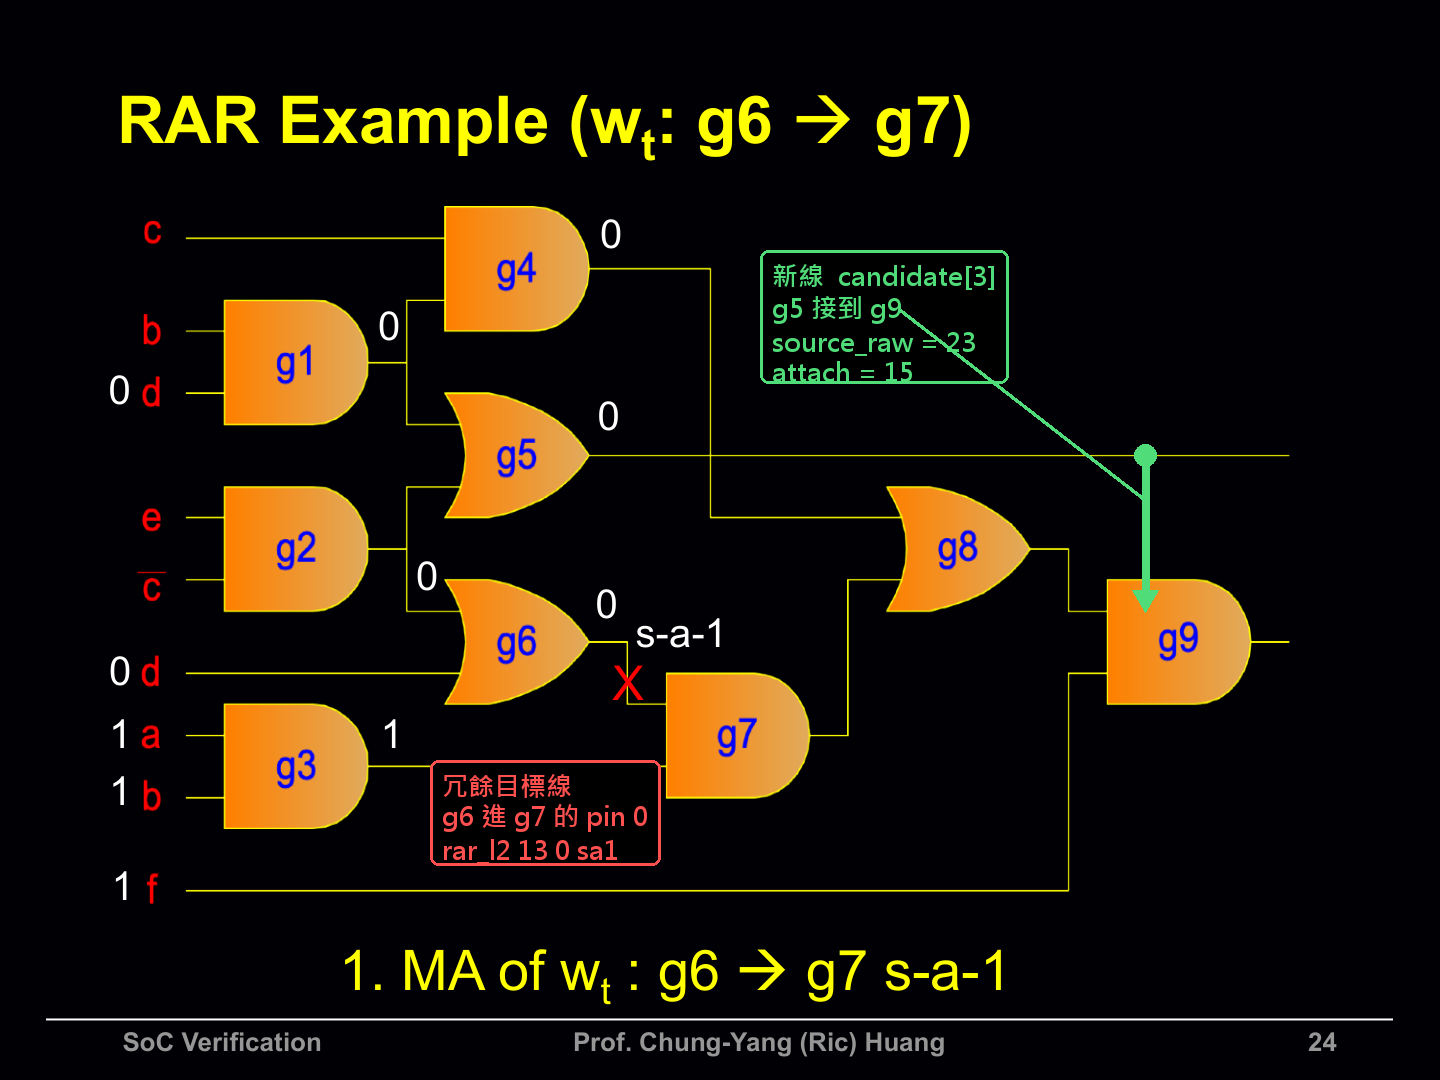 RAR Example (wt: g6 → g7)
c
g4
0
新線 candidate[3]
g5 接到 g9
source_raw = 23
attach = 15
b
g1
0
0 d
g5
0
e
g2
c̅
0
g6
0
s-a-1
X
g8
g9
0 d
1 a
g3
1
g7
1 b
冗餘目標線
g6 進 g7 的 pin 0
rar_l2 13 0 sa1
1 f
1. MA of wt : g6 → g7 s-a-1
SoC Verification
Prof. Chung-Yang (Ric) Huang
24